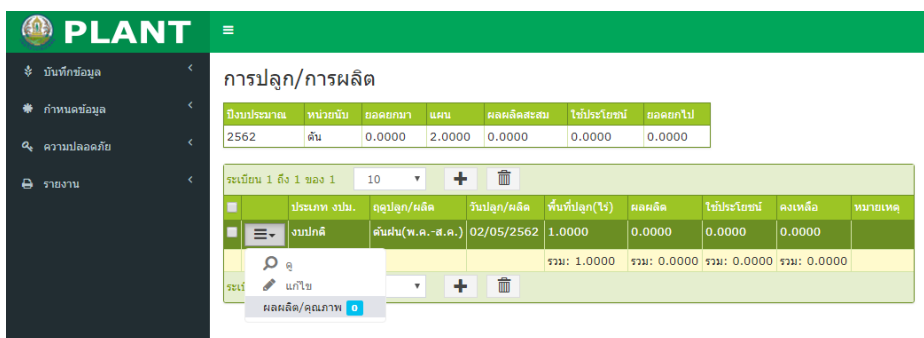 PLANT
บันทึกข้อมูล
กำหนดข้อมูล
ความปลอดภัย
รายงาน
การปลูก/การผลิต
ปีงบประมาณ หน่วยนับ ยอดยกมา แผน ผลผลิตสะสม ใช้ประโยชน์ ยอดยกไป
2562 ต้น 0.0000 2.0000 0.0000 0.0000 0.0000
ระเบียน 1 ถึง 1 ของ 1 10
ประเภท งปม. ฤดูปลูก/ผลิต วันปลูก/ผลิต พื้นที่ปลูก(ไร่) ผลผลิต ใช้ประโยชน์ คงเหลือ หมายเหตุ
งบปกติ ต้นฝน(พ.ค.-ส.ค.) 02/05/2562 1.0000 0.0000 0.0000 0.0000
รวม: 1.0000 รวม: 0.0000 รวม: 0.0000 รวม: 0.0000
ดู
แก้ไข
ผลผลิต/คุณภาพ 0